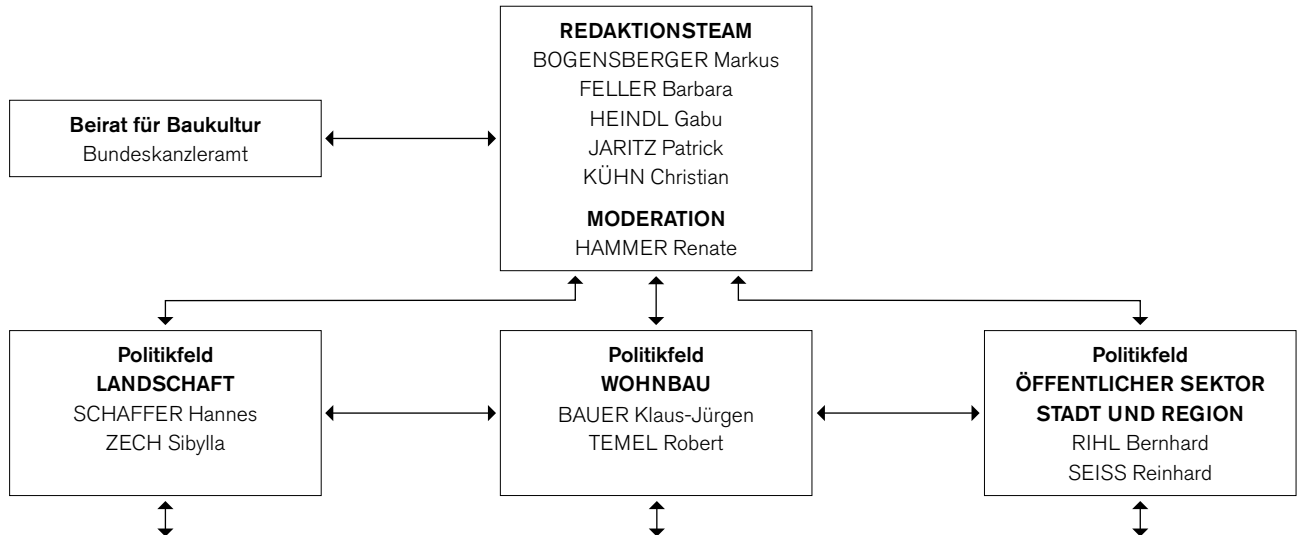 REDAKTIONSTEAM
BOGENSBERGER Markus
FELLER Barbara
HEINDL Gabu
JARITZ Patrick
KÜHN Christian
MODERATION
HAMMER Renate
Beirat für Baukultur
Bundeskanzleramt
Politikfeld
LANDSCHAFT
SCHAFFER Hannes
ZECH Sibylla
Politikfeld
WOHNBAU
BAUER Klaus-Jürgen
TEMEL Robert
Politikfeld
ÖFFENTLICHER SEKTOR
STADT UND REGION
RIHL Bernhard
SEISS Reinhard